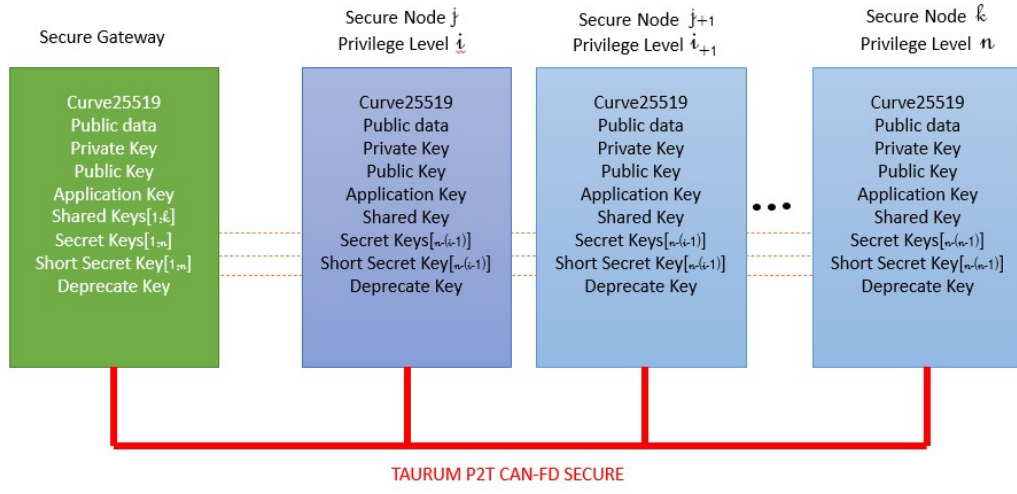 Secure Gateway
Curve25519
Public data
Private Key
Public Key
Application Key
Shared Keys[1;k]
Secret Keys[1;n]
Short Secret Key[1;n]
Deprecate Key
Secure Node j
Privilege Level i
Curve25519
Public data
Private Key
Public Key
Application Key
Shared Key
Secret Keys[n-(i-1)]
Short Secret Key[n-(i-1)]
Deprecate Key
Secure Node j+1
Privilege Level i+1
Curve25519
Public data
Private Key
Public Key
Application Key
Shared Key
Secret Keys[n-(i-1)]
Short Secret Key[n-(i-1)]
Deprecate Key
...
Secure Node k
Privilege Level n
Curve25519
Public data
Private Key
Public Key
Application Key
Shared Key
Secret Keys[n-(n-1)]
Short Secret Key[n-(n-1)]
Deprecate Key
TAURUM P2T CAN-FD SECURE